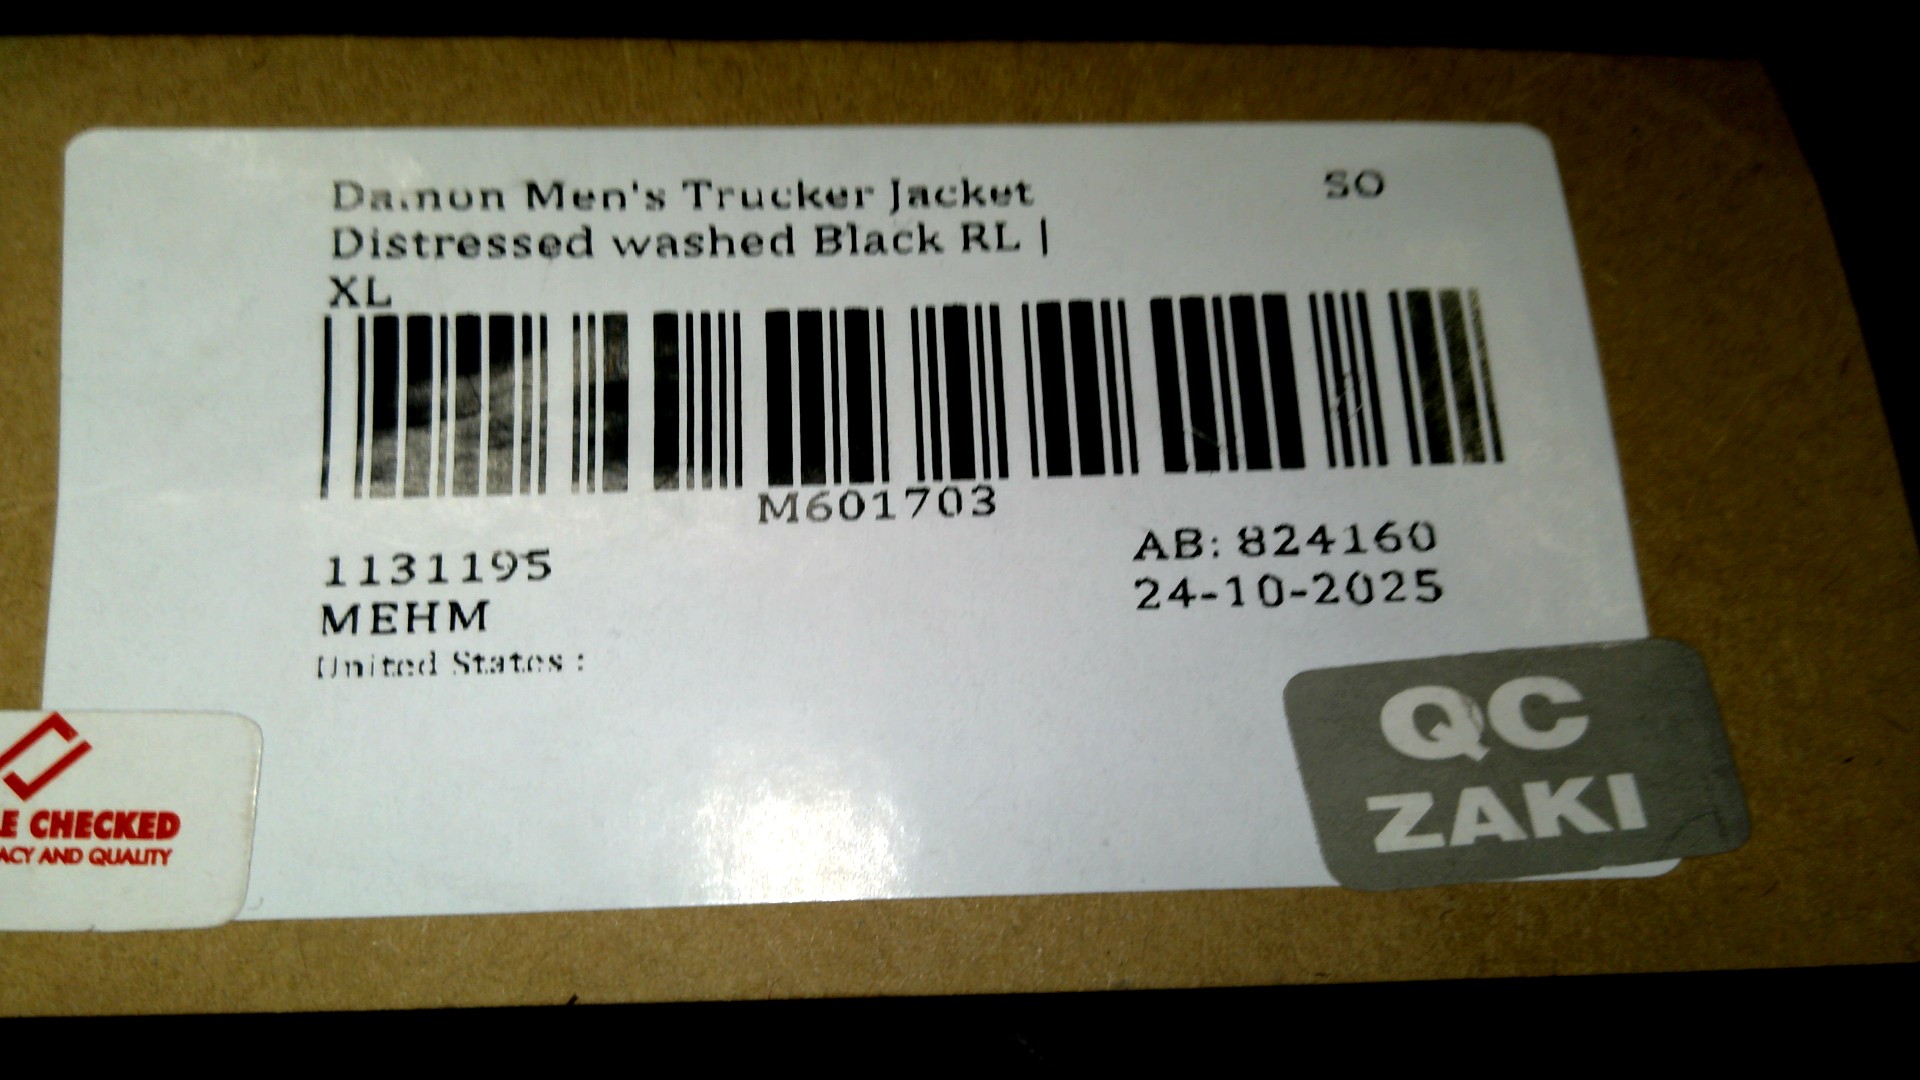 Men's Trucker Jacket
SO
Distressed washed Black RL |
XL
M601703
1131195
AB: 824160
MEHM
24-10-2025
United States :
QC
ZAKI
E CHECKED
ACY AND QUALITY